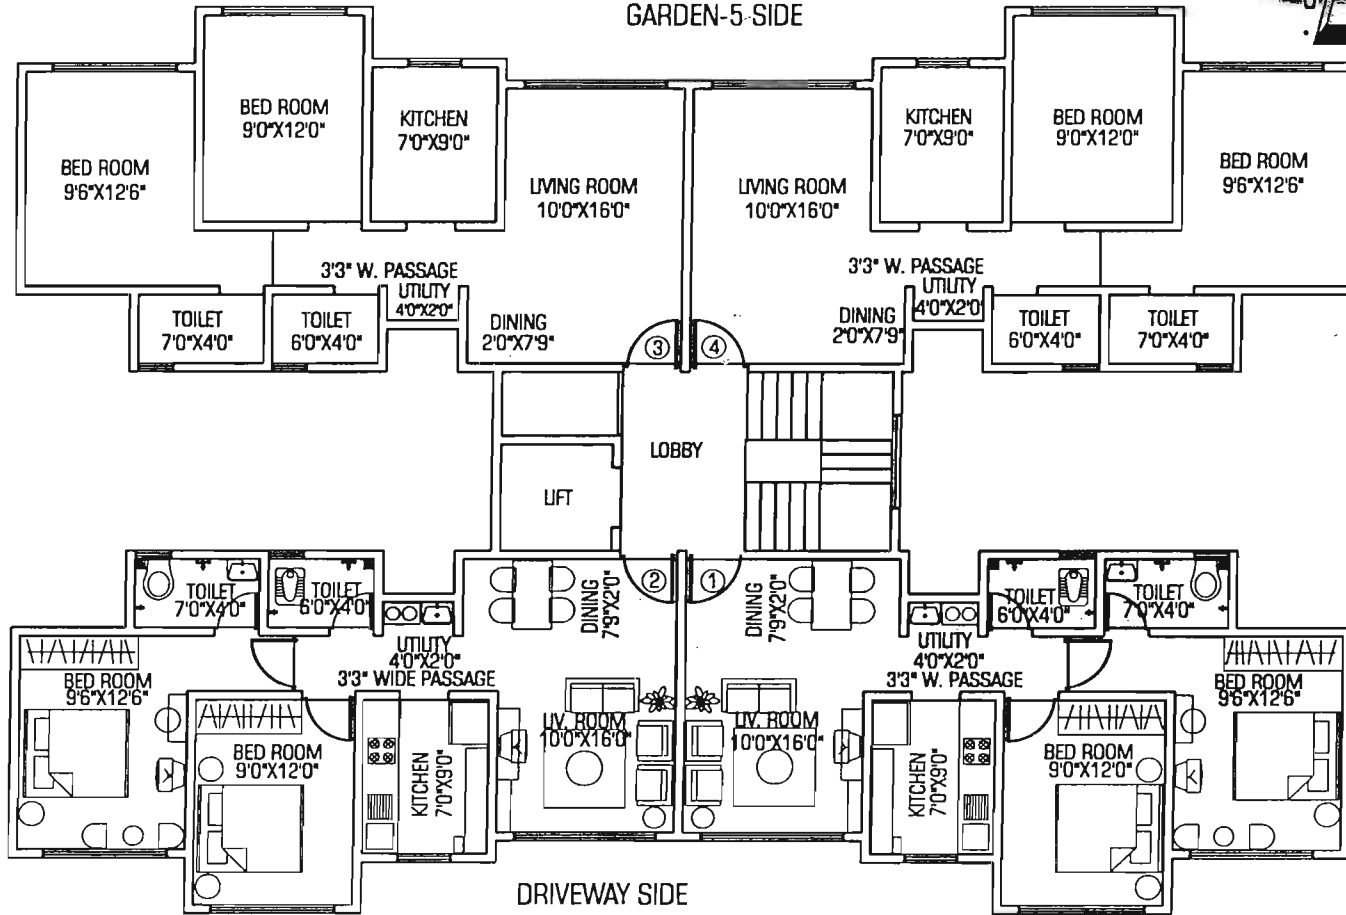 GARDEN-5-SIDE
BED ROOM
9'0"X12'0"
KITCHEN
7'0"X9'0"
BED ROOM
9'6"X12'6"
LIVING ROOM
10'0"X16'0"
LIVING ROOM
10'0"X16'0"
KITCHEN
7'0"X9'0"
BED ROOM
9'0"X12'0"
BED ROOM
9'6"X12'6"
3'3" W. PASSAGE
UTILITY
4'0"X2'0"
3'3" W. PASSAGE
UTILITY
4'0"X2'0"
TOILET
7'0"X4'0"
TOILET
6'0"X4'0"
DINING
2'0"X7'9"
3
4
DINING
2'0"X7'9"
TOILET
6'0"X4'0"
TOILET
7'0"X4'0"
LOBBY
LIFT
TOILET
7'0"X4'0"
TOILET
6'0"X4'0"
DINING
7'9"X2'0"
2
1
DINING
7'9"X2'0"
TOILET
6'0"X4'0"
TOILET
7'0"X4'0"
UTILITY
4'0"X2'0"
3'3" WIDE PASSAGE
UTILITY
4'0"X2'0"
3'3" W. PASSAGE
BED ROOM
9'6"X12'6"
BED ROOM
9'0"X12'0"
KITCHEN
7'0"X9'0"
LIV. ROOM
10'0"X16'0"
LIV. ROOM
10'0"X16'0"
KITCHEN
7'0"X9'0"
BED ROOM
9'0"X12'0"
BED ROOM
9'6"X12'6"
DRIVEWAY SIDE